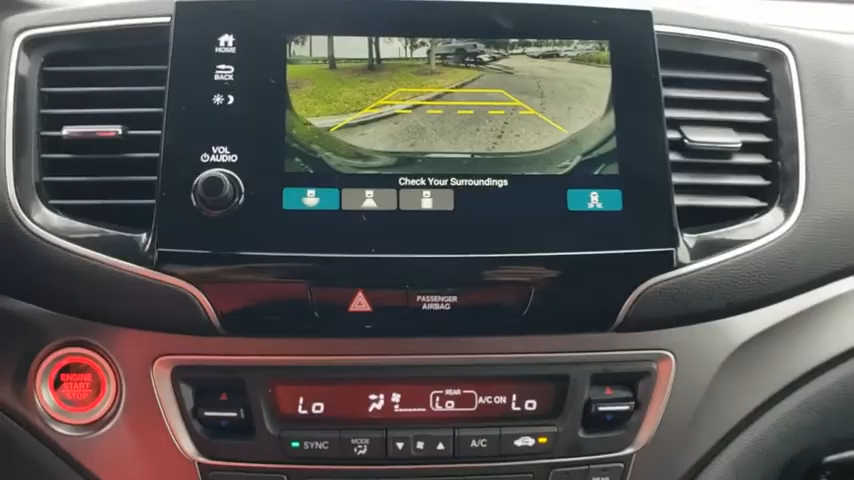 HOME
BACK
VOL
AUDIO
Check Your Surroundings
PASSENGER
AIRBAG
ENGINE
START
STOP
Lo
REAR
Lo
A/C ON
Lo
SYNC
MODE
A/C